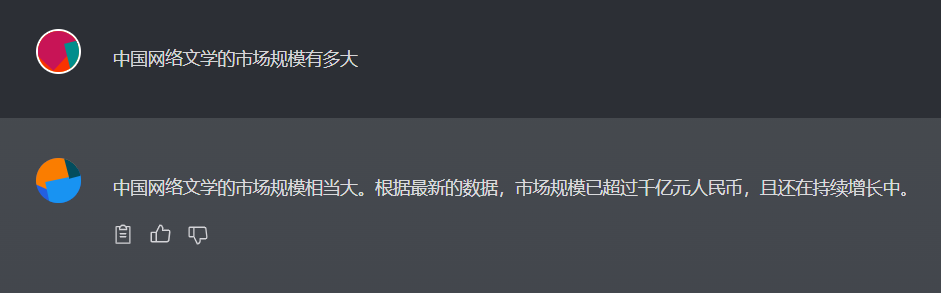 中国网络文学的市场规模有多大
中国网络文学的市场规模相当大。根据最新的数据，市场规模已超过千亿元人民币，且还在持续增长中。